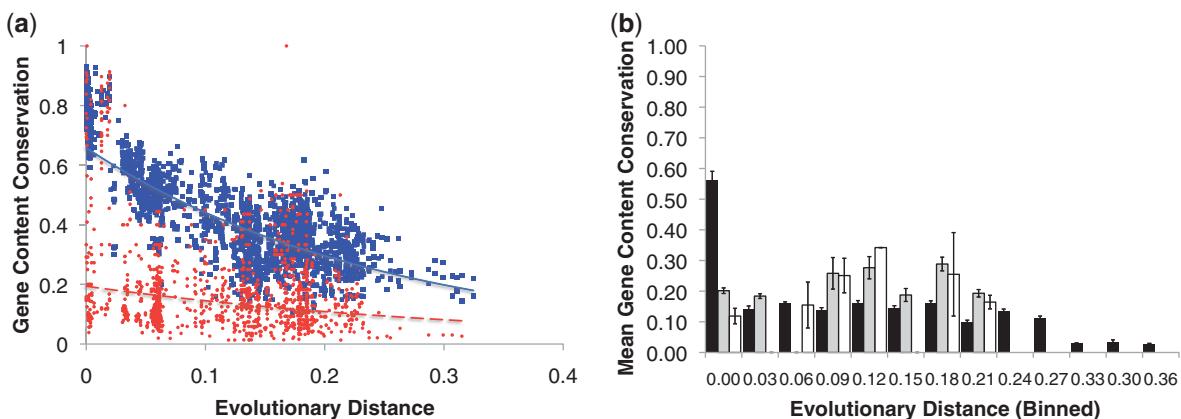 (a)
Gene Content Conservation
1
0.8
0.6
0.4
0.2
0
0 0.1 0.2 0.3 0.4
Evolutionary Distance
(b)
Mean Gene Content Conservation
1.00
0.90
0.80
0.70
0.60
0.50
0.40
0.30
0.20
0.10
0.00
0.00 0.03 0.06 0.09 0.12 0.15 0.18 0.21 0.24 0.27 0.33 0.30 0.36
Evolutionary Distance (Binned)